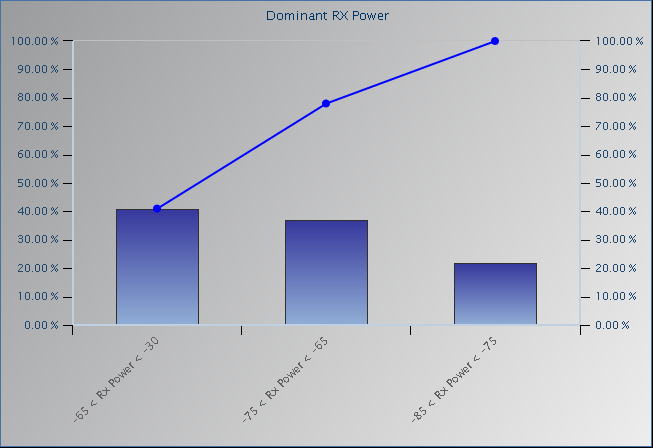 Dominant RX Power
100.00 % 100.00 %
90.00 % 90.00 %
80.00 % 80.00 %
70.00 % 70.00 %
60.00 % 60.00 %
50.00 % 50.00 %
40.00 % 40.00 %
30.00 % 30.00 %
20.00 % 20.00 %
10.00 % 10.00 %
0.00 % 0.00 %
-65 < Rx Power < -30
-75 < Rx Power < -65
-85 < Rx Power < -75